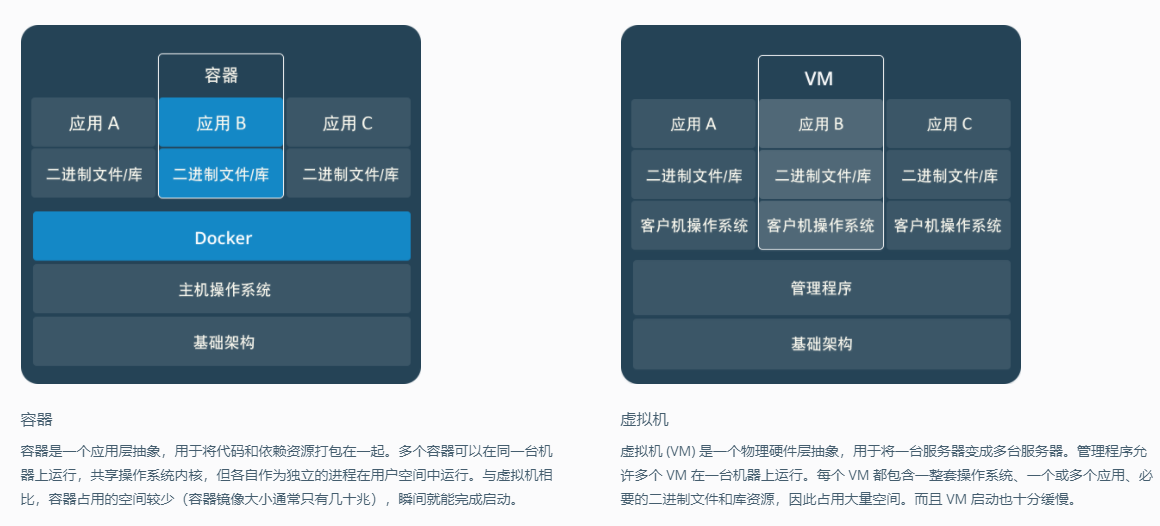 容器
应用 A
应用 B
应用 C
二进制文件/库
二进制文件/库
二进制文件/库
Docker
主机操作系统
基础架构
容器
容器是一个应用层抽象，用于将代码和依赖资源打包在一起。多个容器可以在同一台机
器上运行，共享操作系统内核，但各自作为独立的进程在用户空间中运行。与虚拟机相
比，容器占用的空间较少（容器镜像大小通常只有几十兆），瞬间就能完成启动。
VM
应用 A
应用 B
应用 C
二进制文件/库
二进制文件/库
二进制文件/库
客户机操作系统
客户机操作系统
客户机操作系统
管理程序
基础架构
虚拟机
虚拟机 (VM) 是一个物理硬件层抽象，用于将一台服务器变成多台服务器。管理程序允
许多个 VM 在一台机器上运行。每个 VM 都包含一整套操作系统、一个或多个应用、必
要的二进制文件和库资源，因此占用大量空间。而且 VM 启动也十分缓慢。